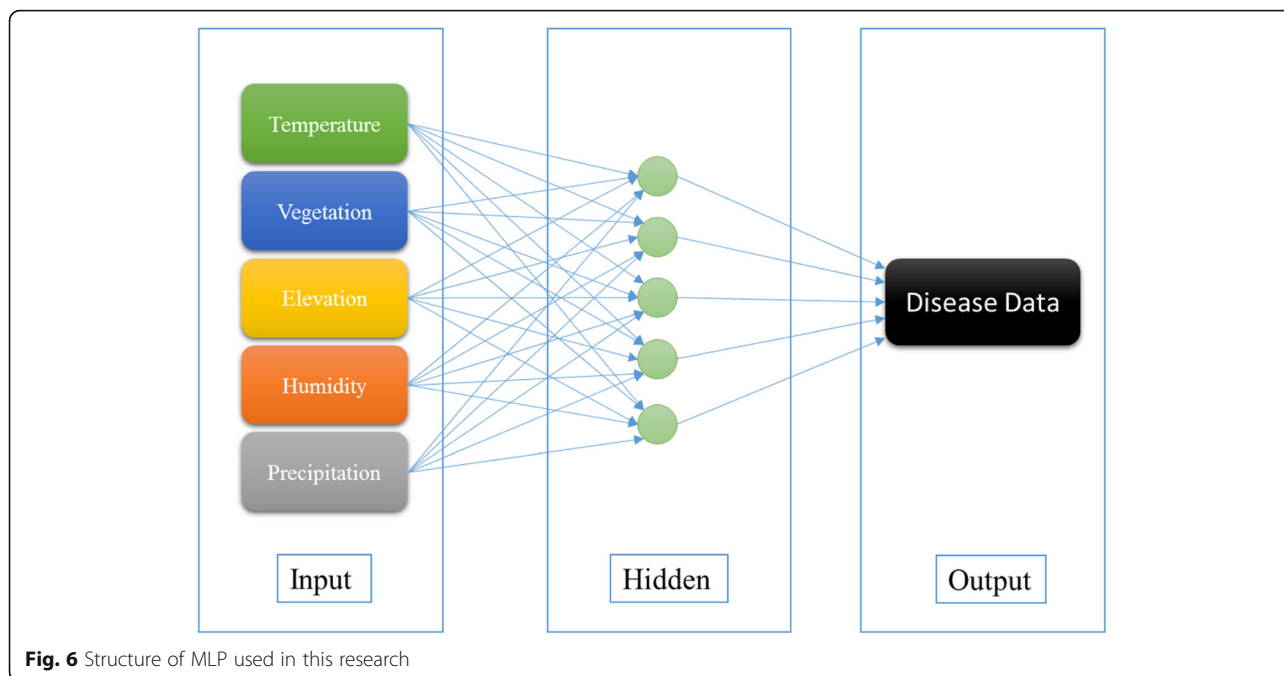 Temperature
Vegetation
Elevation
Humidity
Precipitation
Input
Hidden
Disease Data
Output
Fig. 6 Structure of MLP used in this research